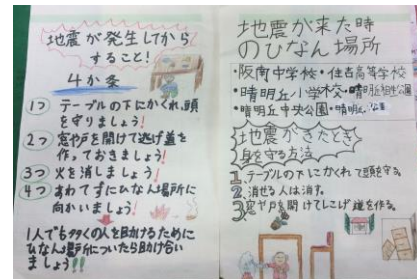 地震が発生してから
することは!
4か条
1つ テーブルの下にかくれ、頭
を守りましょう!
2つ 窓や戸を開けて逃げ道を
作っておきましょう!
3つ 火を消しましょう!
4つ あわてずにひなん場所に
向かいましょう!
1人でも多くの人を助けるために
ひなん場所についたら助け合い
ましょう!!
地震が来た時
のひなん場所
・阪南中学校・住吉高等学校
・晴明丘小学校・晴明丘南公園
・晴明丘中央公園・晴明丘公園
地震がきたとき
身を守る方法
1.テーブルの下にかくれて頭を守る。
2.消せる人は消す。
3窓や戸を開けてにげ道を作る。